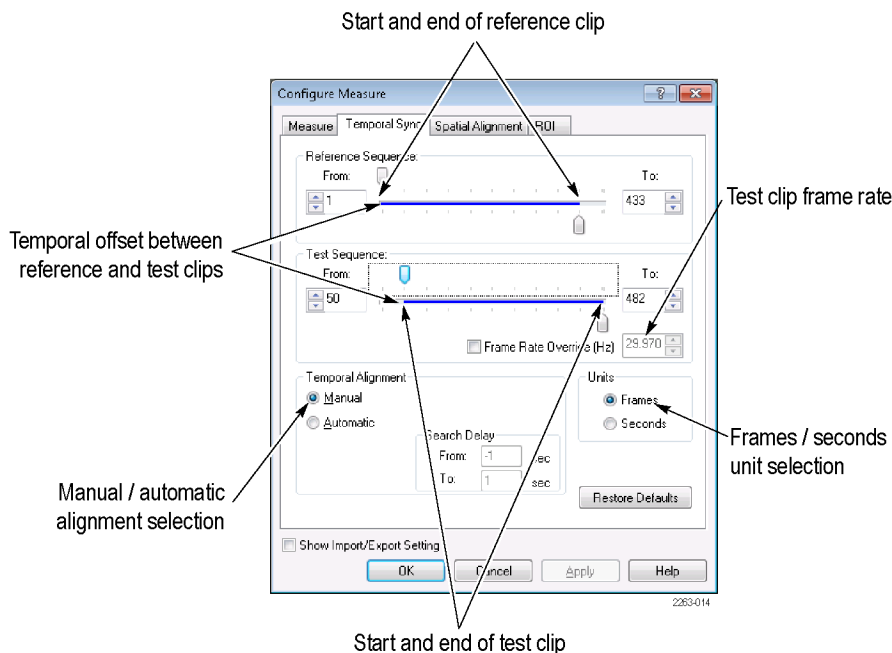 Start and end of reference clip
Configure Measure
Measure Temporal Sync Spatial Alignment ROI
Reference Sequence:
From: To:
1 433
Test clip frame rate
Temporal offset between
reference and test clips
Test Sequence:
From: To:
50 482
Frame Rate Override (Hz) 29.970
Temporal Alignment
Manual
Automatic
Search Delay
From: -1 sec
To: 1 sec
Units
Frames
Seconds
Frames / seconds
unit selection
Manual / automatic
alignment selection
Restore Defaults
Show Import/Export Setting
OK Cancel Apply Help
2263-014
Start and end of test clip